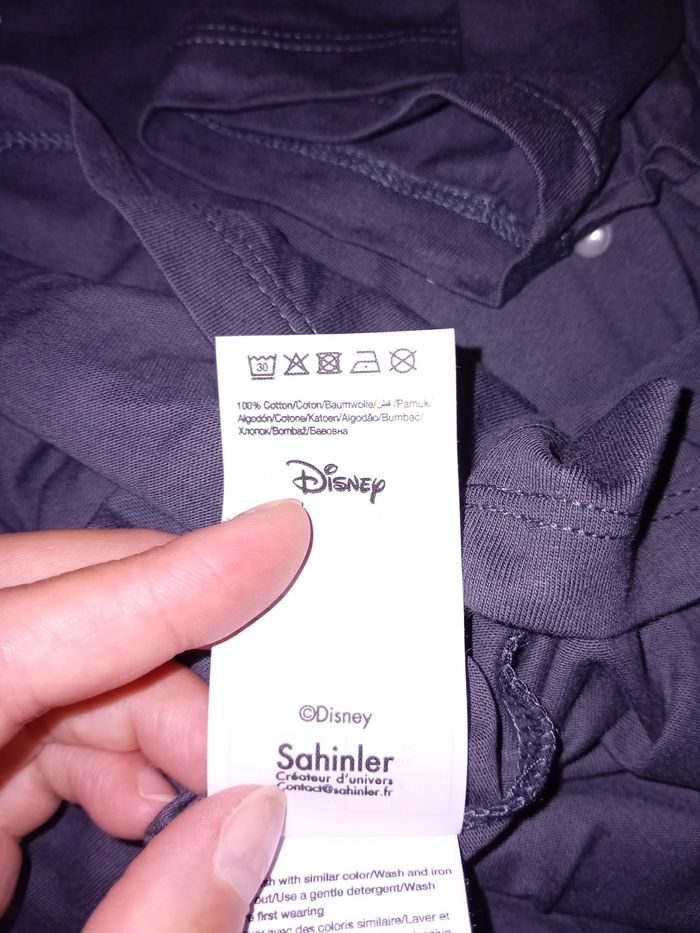 30
100% Cotton/Coton/Baumwolle/قطن/Pamuk/
Algodón/Cotone/Katoen/Algodão/Bumbac/
Хлопок/Bombaž/Бавовна
Disney
©Disney
Sahinler
Créateur d'univers
Contact@sahinler.fr
with similar color/Wash and iron
out/Use a gentle detergent/Wash
first wearing
avec des coloris similaire/Laver et